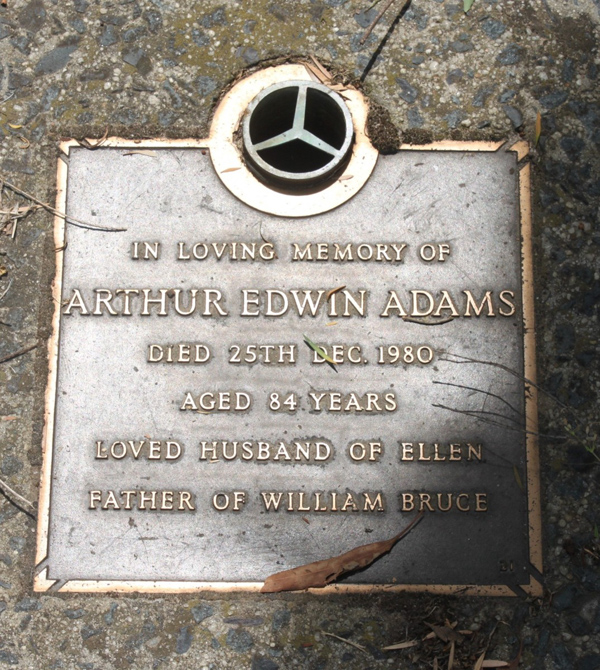 IN LOVING MEMORY OF
ARTHUR EDWIN ADAMS
DIED 25TH DEC. 1980
AGED 84 YEARS
LOVED HUSBAND OF ELLEN
FATHER OF WILLIAM BRUCE